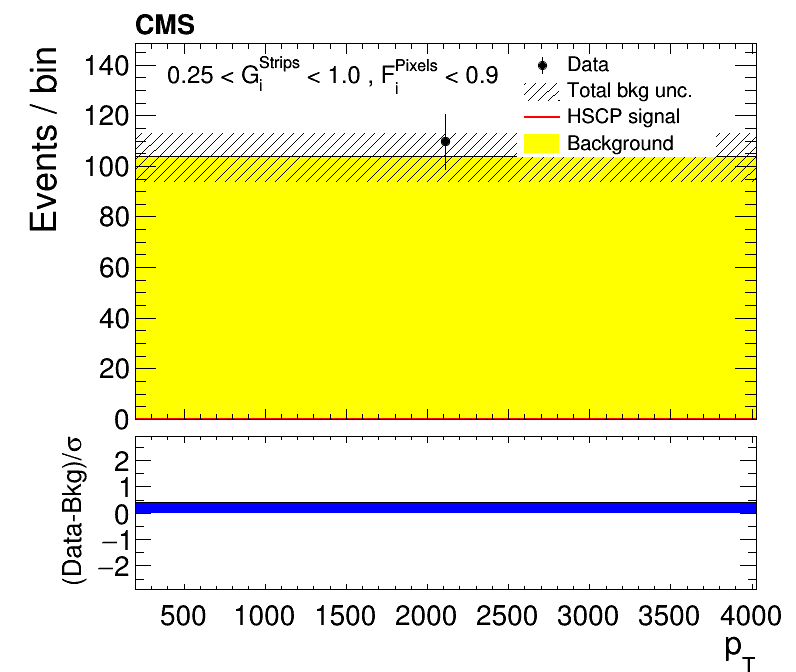 CMS
Events / bin
140
120
100
80
60
40
20
0
0.25 < G_i^Strips < 1.0 , F_i^Pixels < 0.9
Data
Total bkg unc.
HSCP signal
Background
(Data-Bkg)/σ
2
1
0
−1
−2
500 1000 1500 2000 2500 3000 3500 4000
p_T